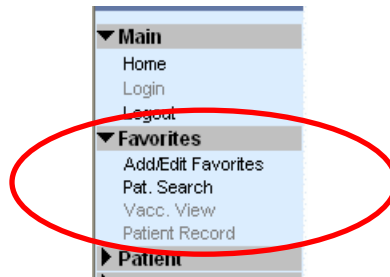 Main
Home
Login
Logout
Favorites
Add/Edit Favorites
Pat. Search
Vacc. View
Patient Record
Patient